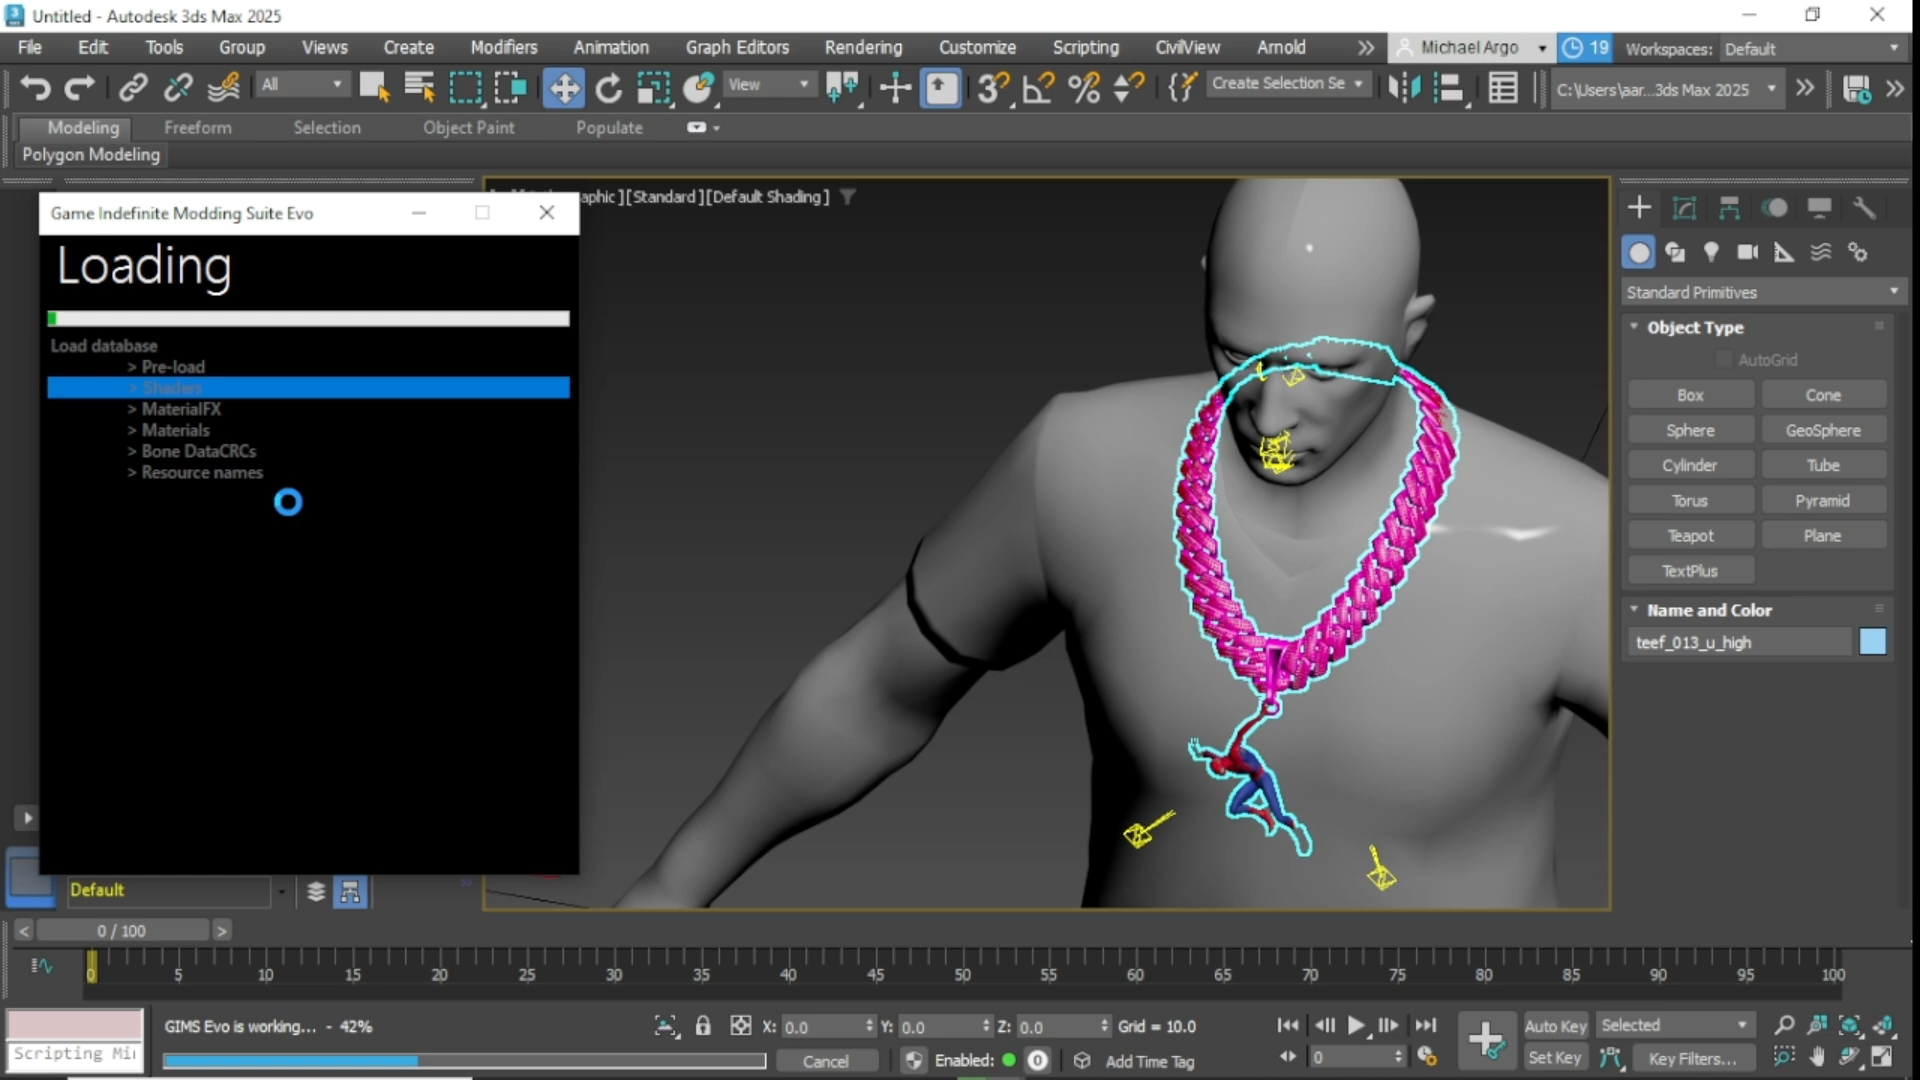 Untitled - Autodesk 3ds Max 2025
File Edit Tools Group Views Create Modifiers Animation Graph Editors Rendering Customize Scripting CivilView Arnold Michael Argo 19 Workspaces: Default
All View Create Selection Se C:\Users\aar...3ds Max 2025
Modeling Freeform Selection Object Paint Populate
Polygon Modeling
aphic ] [Standard ] [Default Shading ]
Game Indefinite Modding Suite Evo
Loading
Load database
> Pre-load
> Shaders
> MaterialFX
> Materials
> Bone DataCRCs
> Resource names
Standard Primitives
Object Type
AutoGrid
Box Cone
Sphere GeoSphere
Cylinder Tube
Torus Pyramid
Teapot Plane
TextPlus
Name and Color
teef_013_u_high
Default
< 0 / 100 >
0 5 10 15 20 25 30 35 40 45 50 55 60 65 70 75 80 85 90 95 100
GIMS Evo is working... - 42% X: 0.0 Y: 0.0 Z: 0.0 Grid = 10.0 Auto Key Selected
Scripting Mi Cancel Enabled: 0 Add Time Tag 0 Set Key Key Filters...